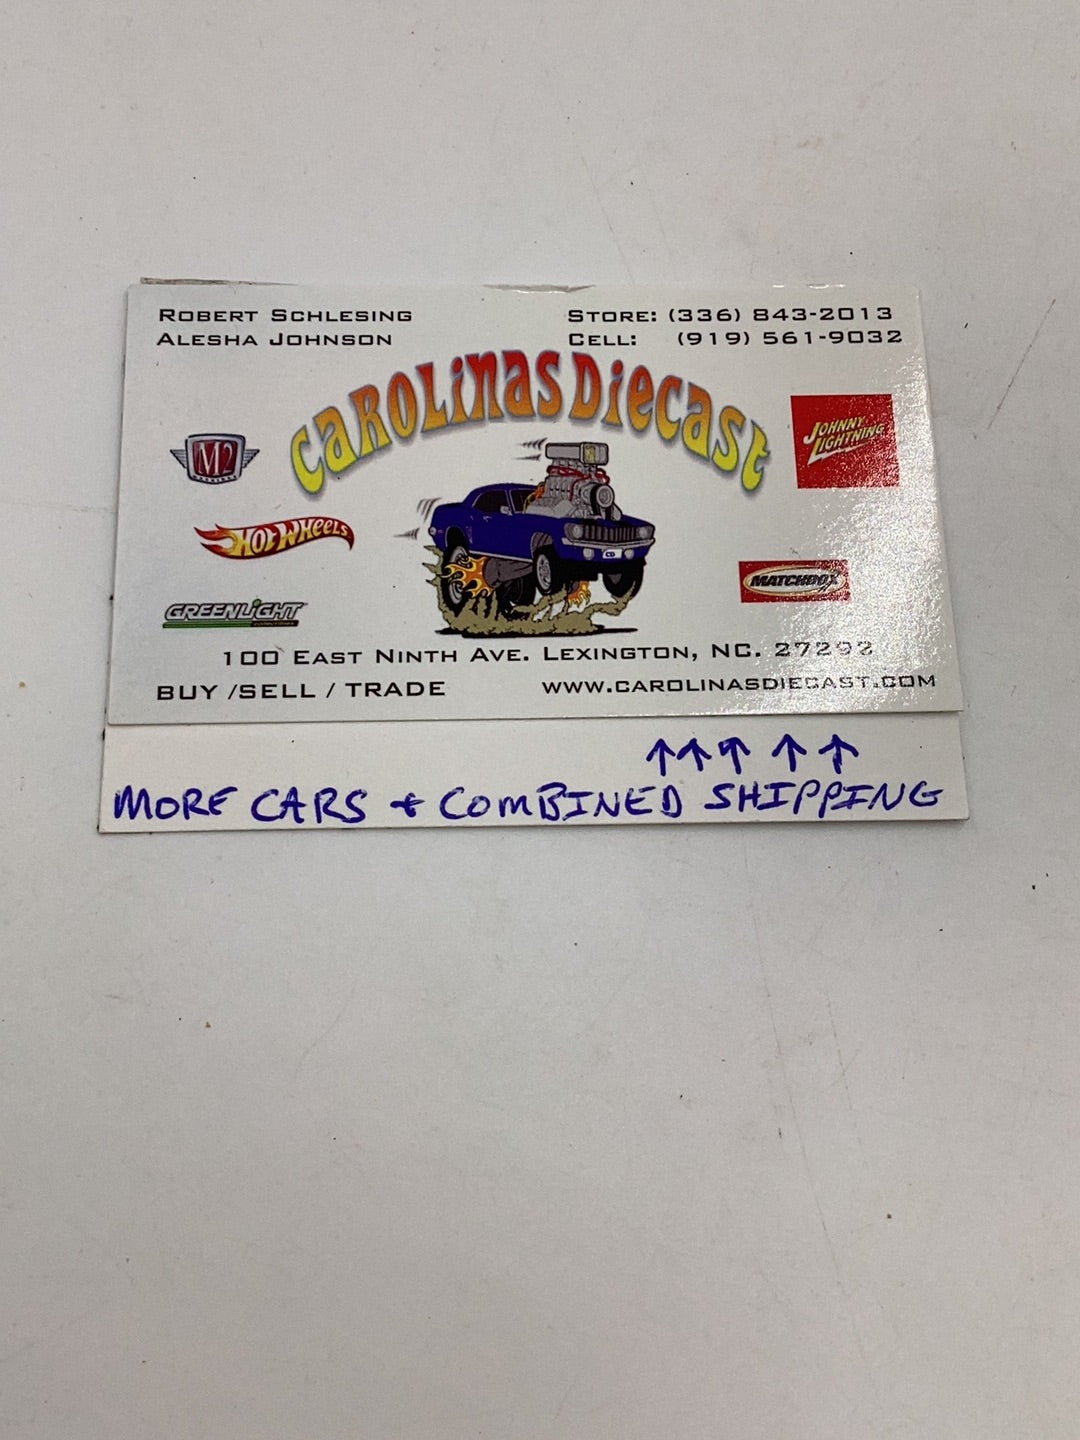 ROBERT SCHLESING
ALESHA JOHNSON
STORE: (336) 843-2013
CELL: (919) 561-9032
CAROLINAS DIECAST
M2
JOHNNY LIGHTNING
HOT WHEELS
MATCHBOX
GREENLIGHT
CD
100 EAST NINTH AVE. LEXINGTON, NC. 27292
BUY /SELL / TRADE
WWW.CAROLINASDIECAST.COM
MORE CARS + COMBINED SHIPPING